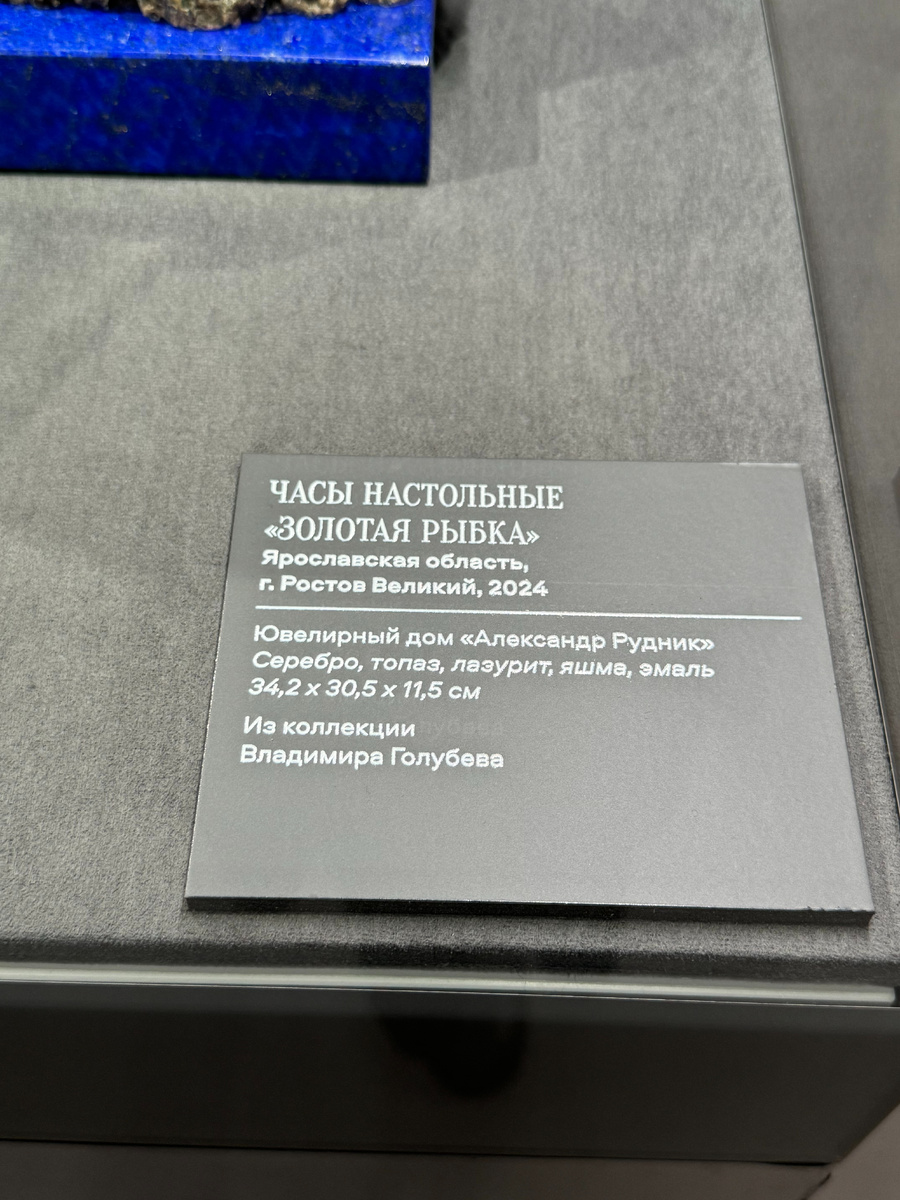 ЧАСЫ НАСТОЛЬНЫЕ
«ЗОЛОТАЯ РЫБКА»
Ярославская область,
г. Ростов Великий, 2024
Ювелирный дом «Александр Рудник»
Серебро, топаз, лазурит, яшма, эмаль
34,2 х 30,5 х 11,5 см
Из коллекции
Владимира Голубева